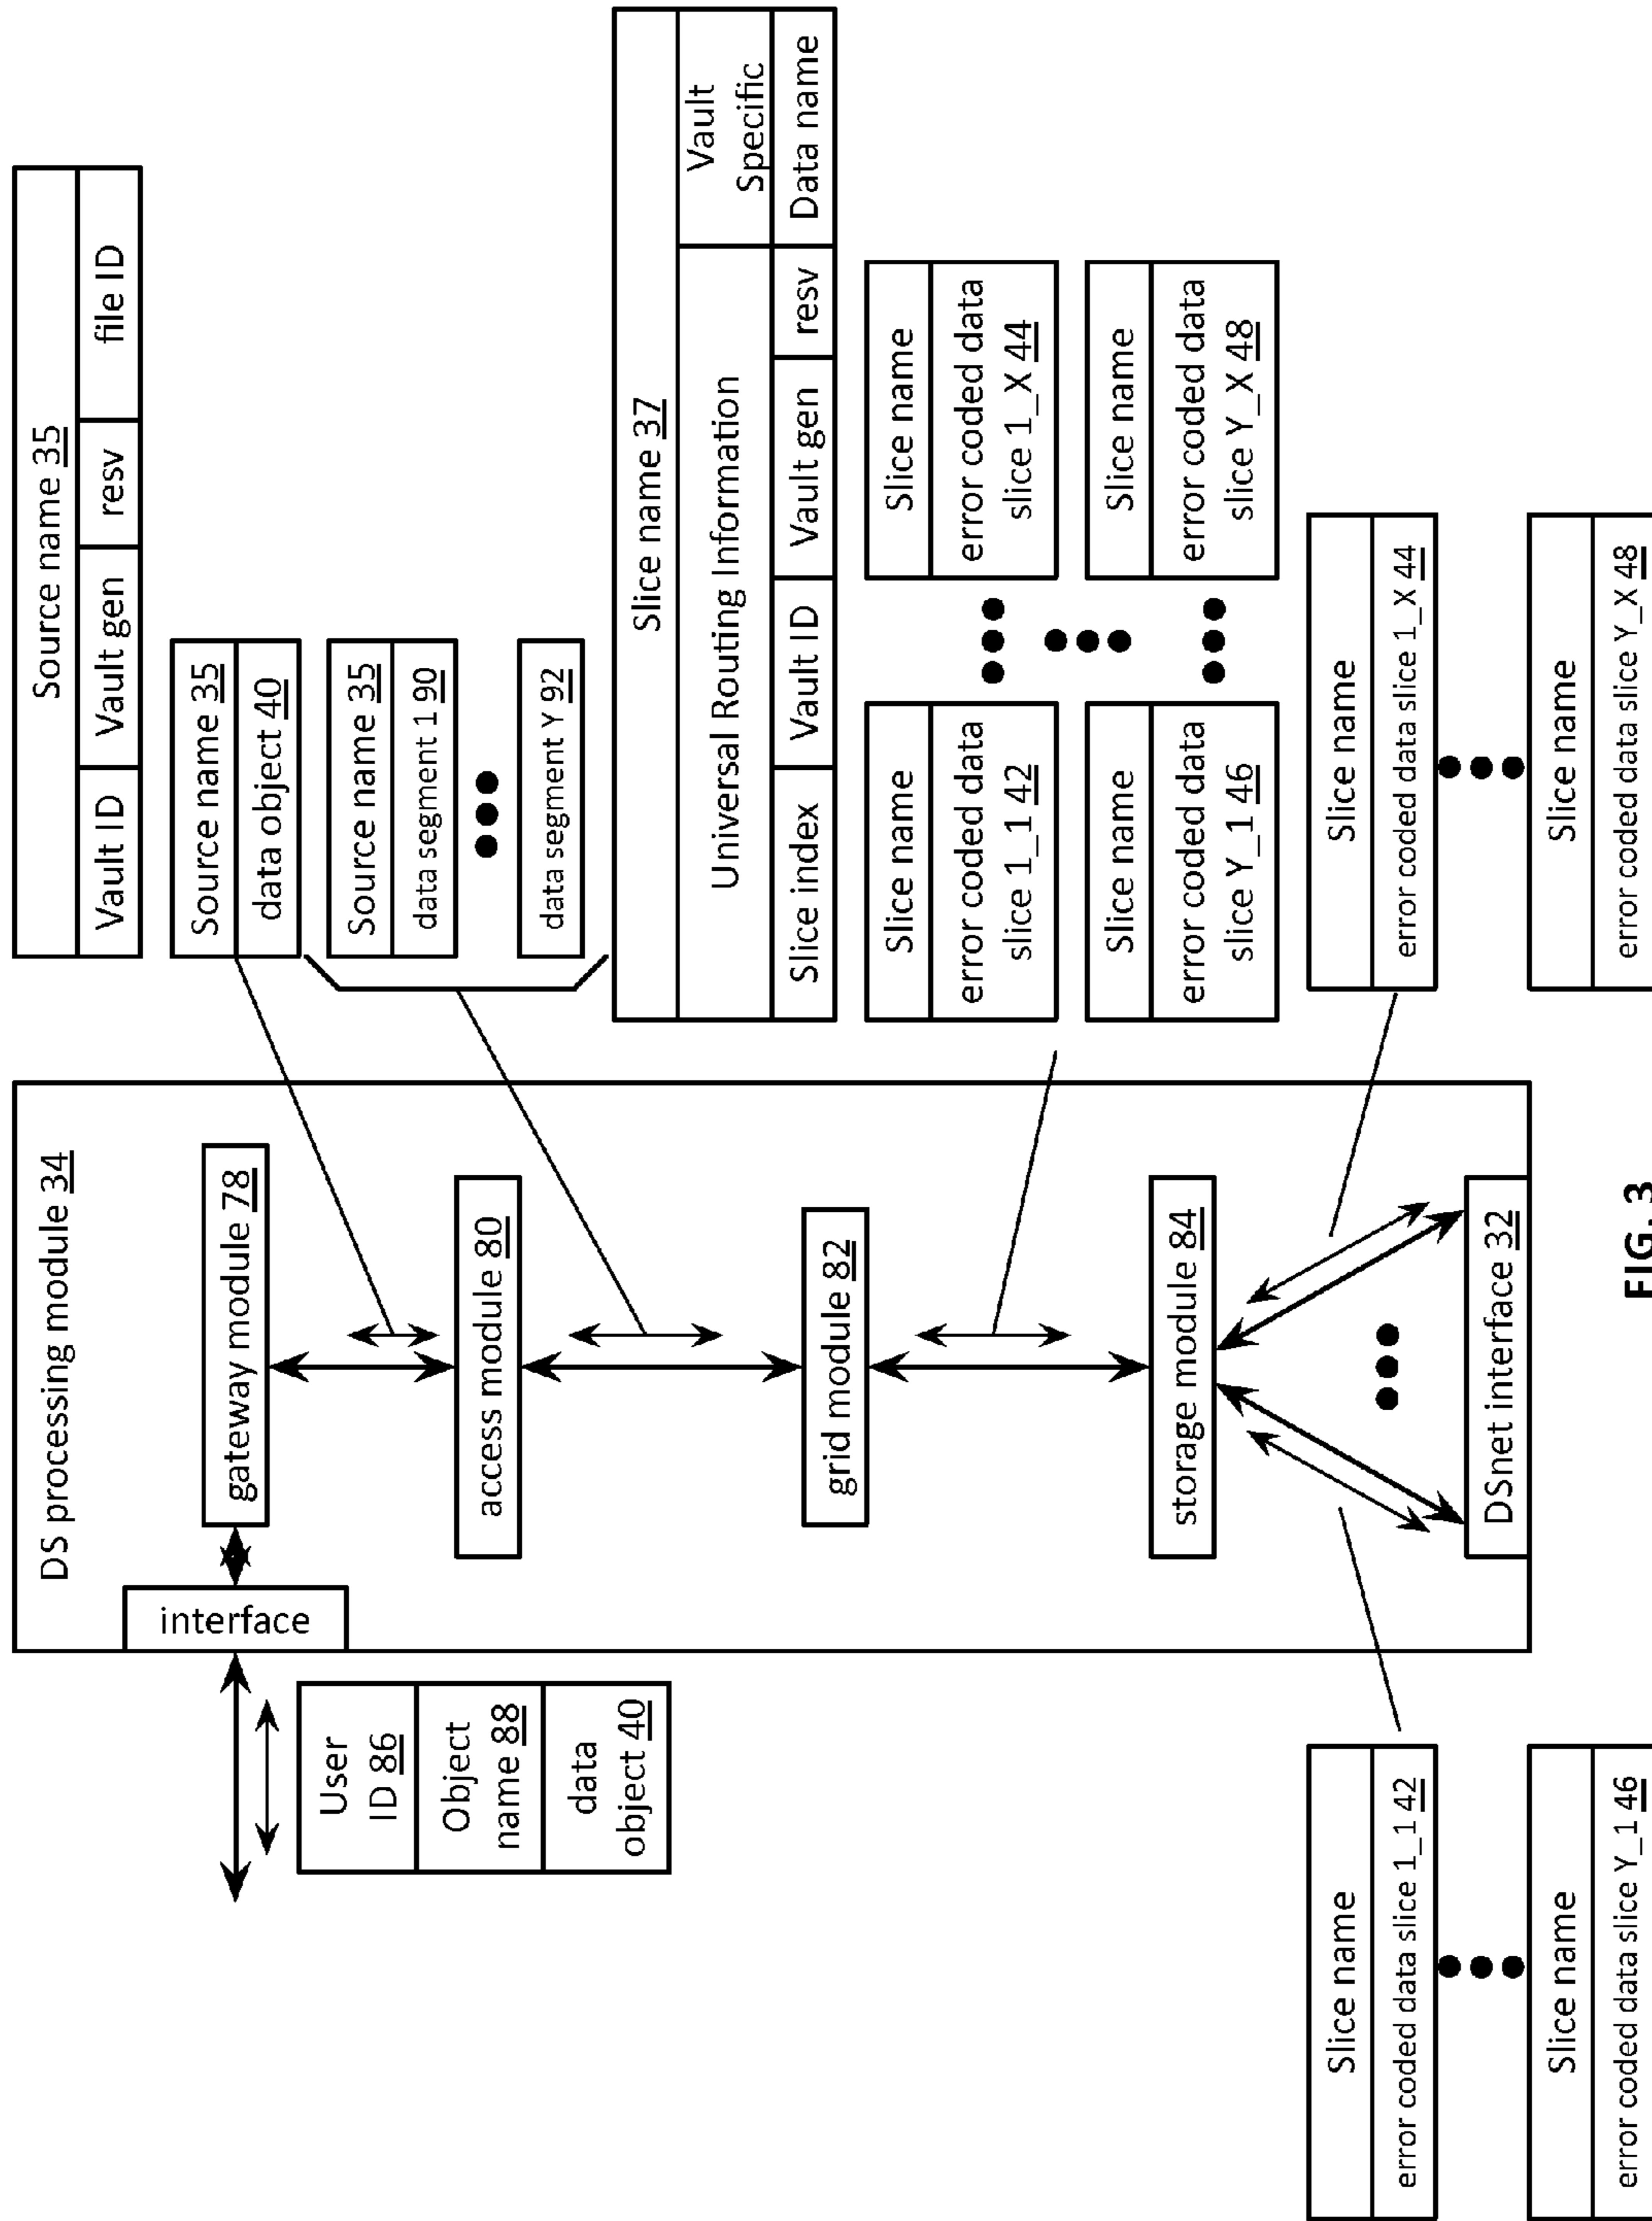 DS processing module 34
interface
gateway module 78
access module 80
grid module 82
storage module 84
DSnet interface 32
User
ID 86
Object
name 88
data
object 40
Source name 35
Vault ID
Vault gen
resv
file ID
Source name 35
data object 40
Source name 35
data segment 1 90
data segment Y 92
Slice name 37
Universal Routing Information
Vault
Specific
Slice index
Vault ID
Vault gen
resv
Data name
Slice name
error coded data
slice 1_1 42
Slice name
error coded data
slice 1_X 44
Slice name
error coded data
slice Y_1 46
Slice name
error coded data
slice Y_X 48
Slice name
error coded data slice 1_1 42
Slice name
error coded data slice Y_1 46
Slice name
error coded data slice 1_X 44
Slice name
error coded data slice Y_X 48
FIG. 3